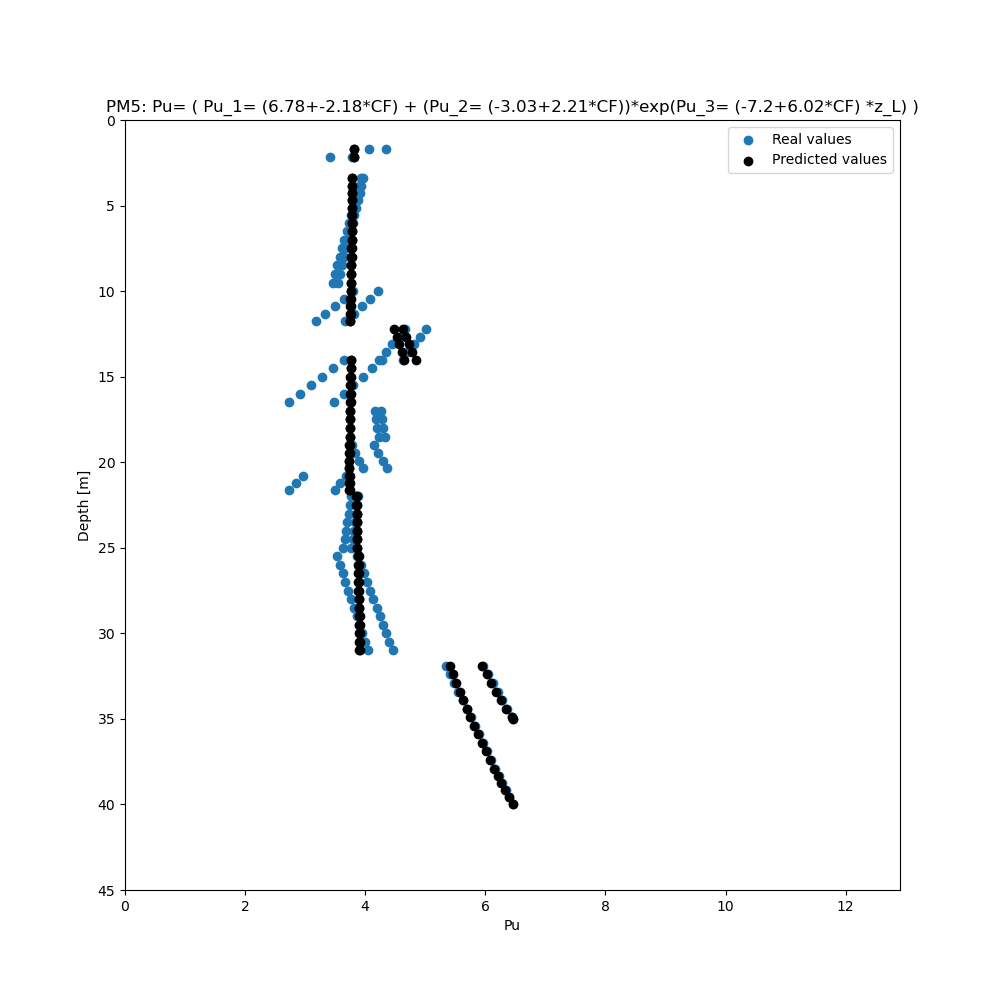 PM5: Pu= ( Pu_1= (6.78+-2.18*CF) + (Pu_2= (-3.03+2.21*CF))*exp(Pu_3= (-7.2+6.02*CF) *z_L) )
Real values
Predicted values
0
5
10
15
20
25
30
35
40
45
Depth [m]
0 2 4 6 8 10 12
Pu